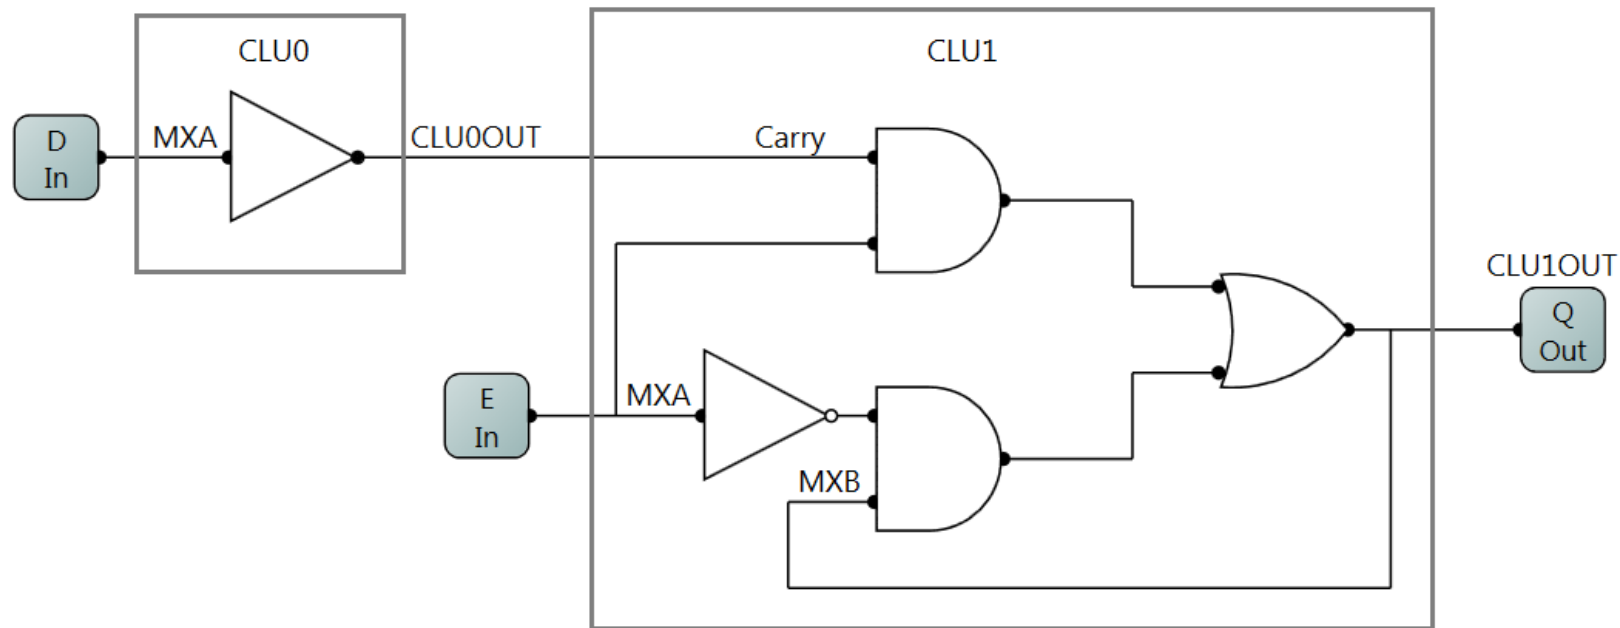 CLU0
CLU1
D
In
MXA
CLU0OUT
Carry
CLU1OUT
Q
Out
E
In
MXA
MXB